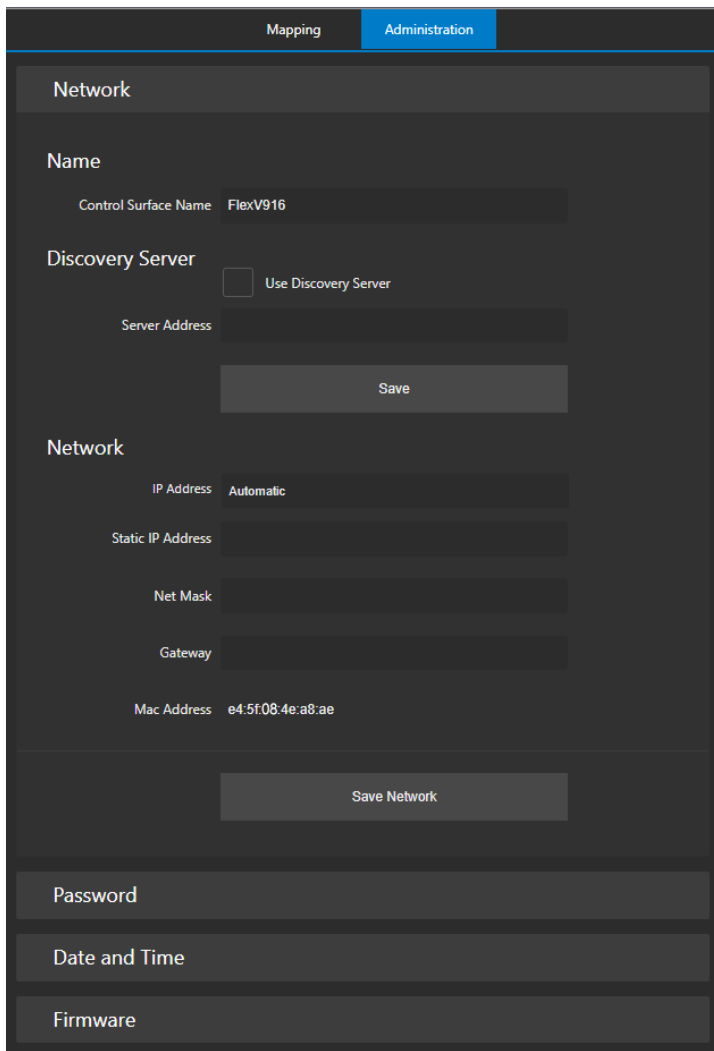 Mapping Administration
Network
Name
Control Surface Name FlexV916
Discovery Server
Use Discovery Server
Server Address
Save
Network
IP Address Automatic
Static IP Address
Net Mask
Gateway
Mac Address e4:5f:08:4e:a8:ae
Save Network
Password
Date and Time
Firmware